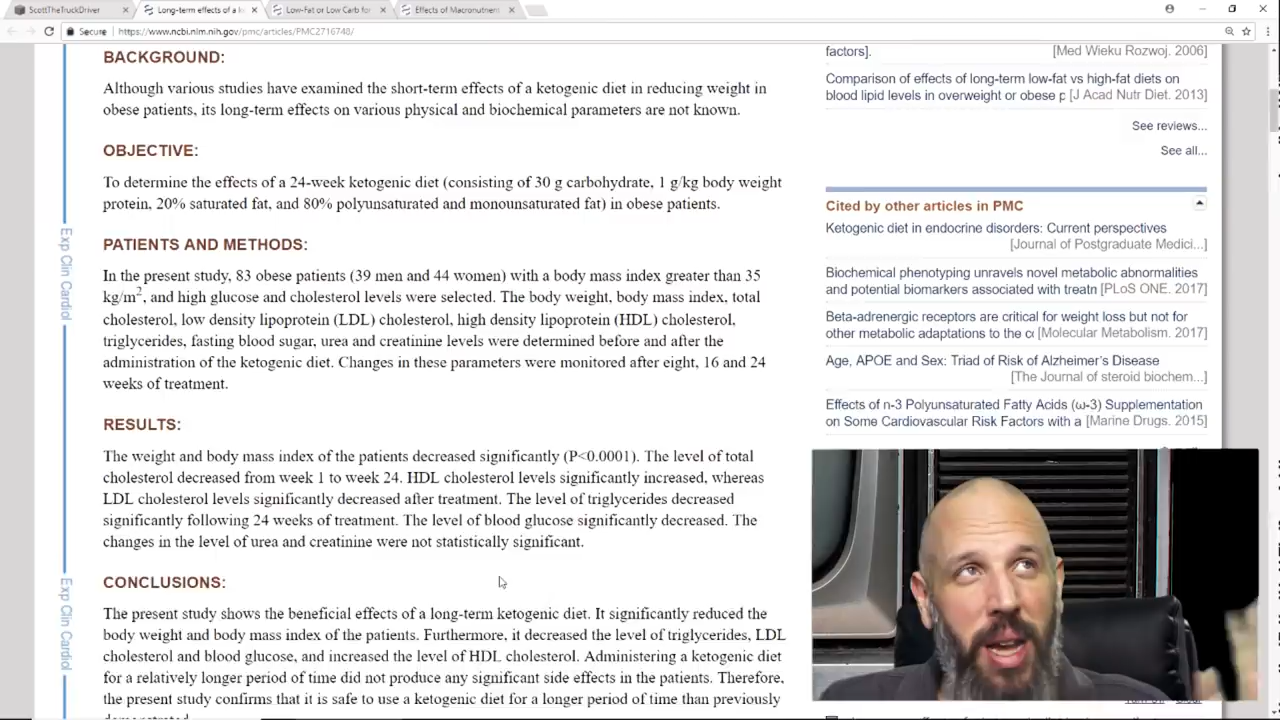 ScottTheTruckDriver
Long-term effects of a k
Low-Fat or Low Carb for
Effects of Macronutrien
Secure
https://www.ncbi.nlm.nih.gov/pmc/articles/PMC2716748/
BACKGROUND:
Although various studies have examined the short-term effects of a ketogenic diet in reducing weight in
obese patients, its long-term effects on various physical and biochemical parameters are not known.
OBJECTIVE:
To determine the effects of a 24-week ketogenic diet (consisting of 30 g carbohydrate, 1 g/kg body weight
protein, 20% saturated fat, and 80% polyunsaturated and monounsaturated fat) in obese patients.
PATIENTS AND METHODS:
In the present study, 83 obese patients (39 men and 44 women) with a body mass index greater than 35
kg/m2, and high glucose and cholesterol levels were selected. The body weight, body mass index, total
cholesterol, low density lipoprotein (LDL) cholesterol, high density lipoprotein (HDL) cholesterol,
triglycerides, fasting blood sugar, urea and creatinine levels were determined before and after the
administration of the ketogenic diet. Changes in these parameters were monitored after eight, 16 and 24
weeks of treatment.
RESULTS:
The weight and body mass index of the patients decreased significantly (P<0.0001). The level of total
cholesterol decreased from week 1 to week 24. HDL cholesterol levels significantly increased, whereas
LDL cholesterol levels significantly decreased after treatment. The level of triglycerides decreased
significantly following 24 weeks of treatment. The level of blood glucose significantly decreased. The
changes in the level of urea and creatinine were not statistically significant.
CONCLUSIONS:
The present study shows the beneficial effects of a long-term ketogenic diet. It significantly reduced the
body weight and body mass index of the patients. Furthermore, it decreased the level of triglycerides,
cholesterol and blood glucose, and increased the level of HDL cholesterol. Administering a ketogenic diet
for a relatively longer period of time did not produce any significant side effects in the patients. Therefore,
the present study confirms that it is safe to use a ketogenic diet for a longer period of time than previously
demonstrated.
Exp Clin Cardiol
Exp Clin Cardiol
factors]. [Med Wieku Rozwoj. 2006]
Comparison of effects of long-term low-fat vs high-fat diets on
blood lipid levels in overweight or obese p [J Acad Nutr Diet. 2013]
See reviews...
See all...
Cited by other articles in PMC
Ketogenic diet in endocrine disorders: Current perspectives
[Journal of Postgraduate Medici...]
Biochemical phenotyping unravels novel metabolic abnormalities
and potential biomarkers associated with treatn [PLoS ONE. 2017]
Beta-adrenergic receptors are critical for weight loss but not for
other metabolic adaptations to the cc [Molecular Metabolism. 2017]
Age, APOE and Sex: Triad of Risk of Alzheimer's Disease
[The Journal of steroid biochem...]
Effects of n-3 Polyunsaturated Fatty Acids (ω-3) Supplementation
on Some Cardiovascular Risk Factors with a [Marine Drugs. 2015]